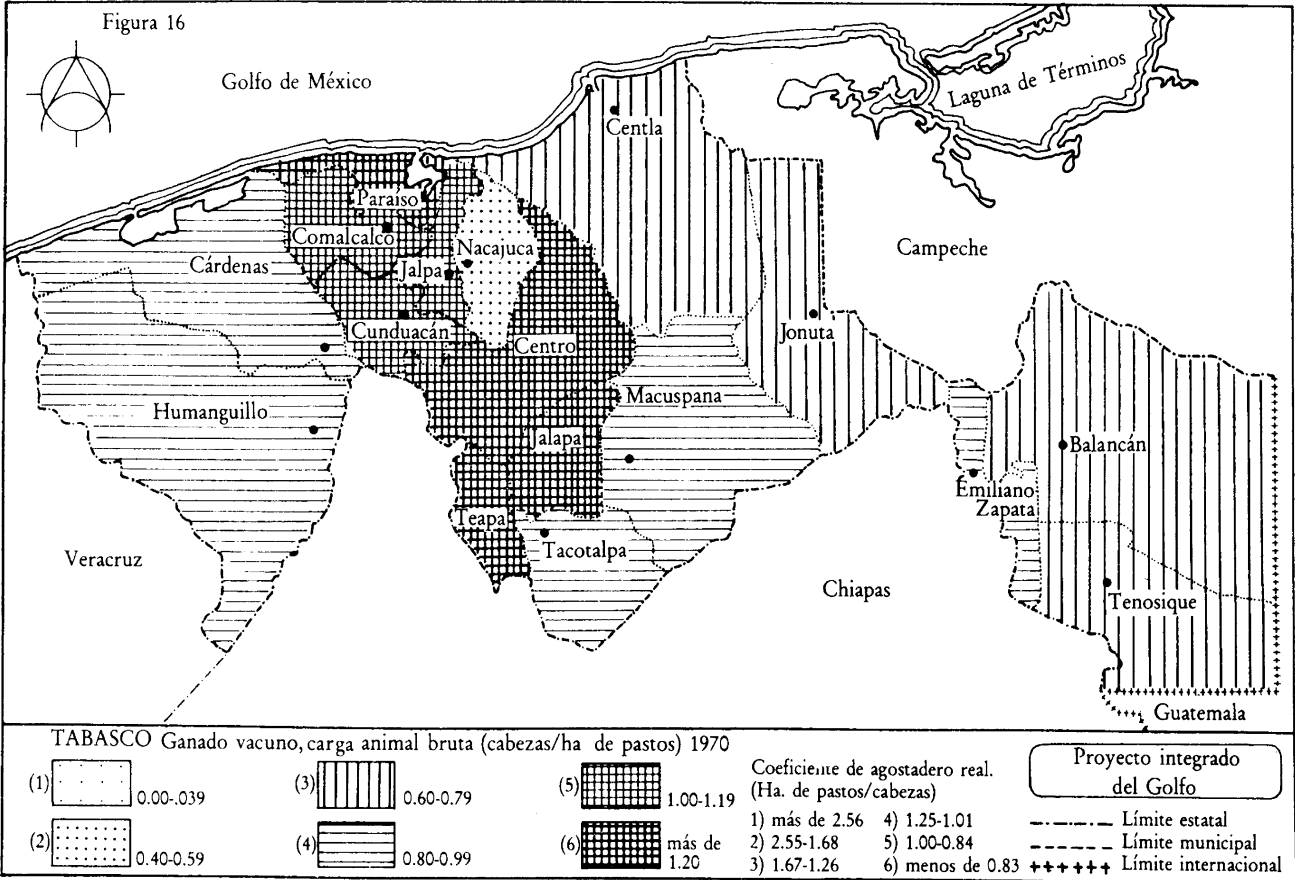 Figura 16
Golfo de México
Laguna de Términos
Centla
Paraíso
Comalcalco
Nacajuca
Campeche
Cárdenas
Jalpa
Cunduacán
Centro
Jonuta
Macuspana
Humanguillo
Jalapa
Balancán
Emiliano
Zapata
Teapa
Tacotalpa
Veracruz
Chiapas
Tenosique
Guatemala
TABASCO Ganado vacuno, carga animal bruta (cabezas/ha de pastos) 1970
(1) 0.00-.039
(2) 0.40-0.59
(3) 0.60-0.79
(4) 0.80-0.99
(5) 1.00-1.19
(6) más de
1.20
Coeficiente de agostadero real.
(Ha. de pastos/cabezas)
1) más de 2.56 4) 1.25-1.01
2) 2.55-1.68 5) 1.00-0.84
3) 1.67-1.26 6) menos de 0.83
Proyecto integrado
del Golfo
Límite estatal
Límite municipal
Límite internacional